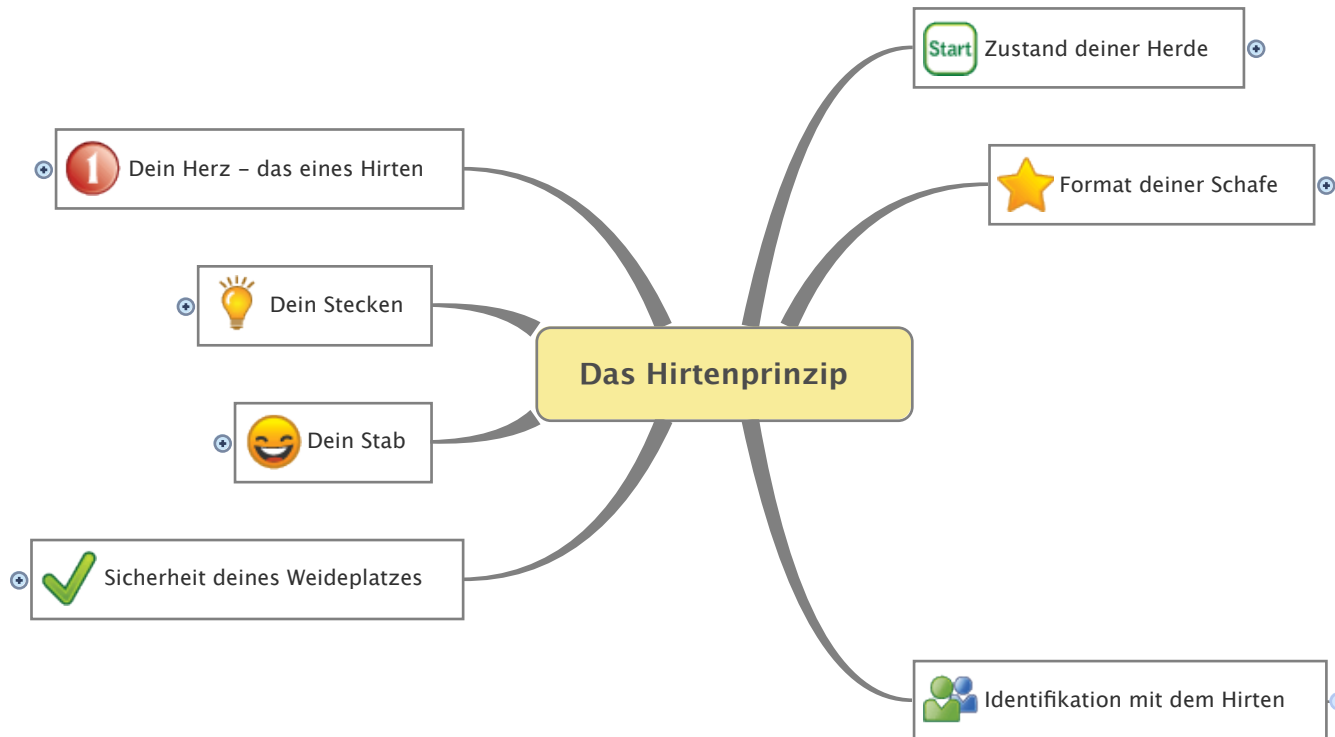 Das Hirtenprinzip
Start
Zustand deiner Herde
Format deiner Schafe
Identifikation mit dem Hirten
Sicherheit deines Weideplatzes
Dein Stab
Dein Stecken
1
Dein Herz – das eines Hirten